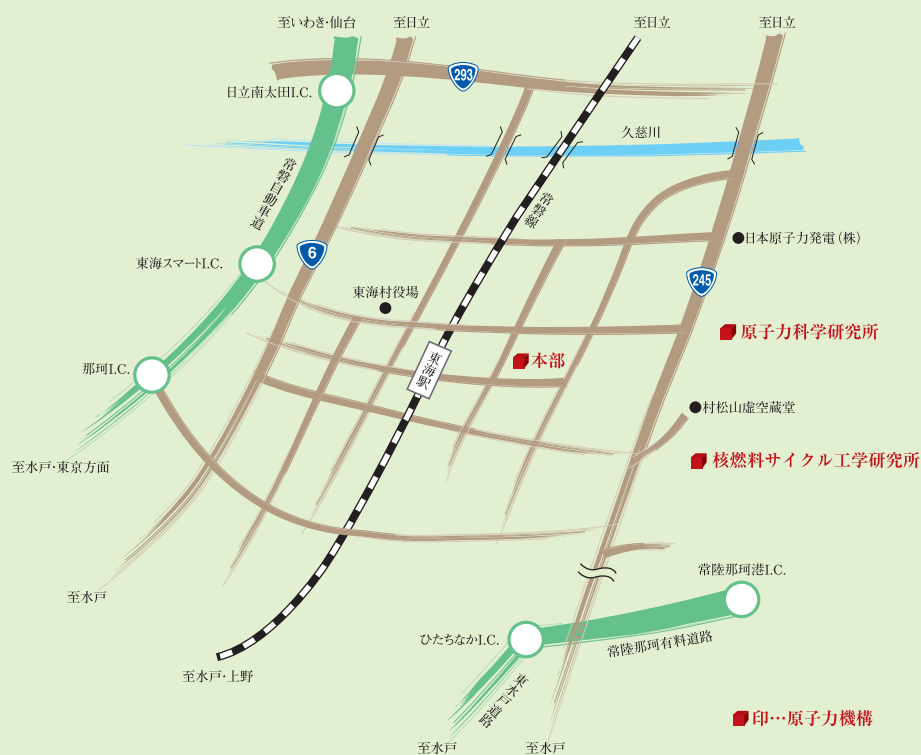 至いわき・仙台
至日立
至日立
至日立
293
日立南太田I.C.
久慈川
常磐自動車道
常磐線
日本原子力発電(株)
6
東海スマートI.C.
245
東海村役場
原子力科学研究所
東海駅
本部
那珂I.C.
村松山虚空蔵堂
至水戸・東京方面
核燃料サイクル工学研究所
常陸那珂港I.C.
至水戸
ひたちなかI.C.
常陸那珂有料道路
至水戸・上野
東水戸道路
印…原子力機構
至水戸
至水戸